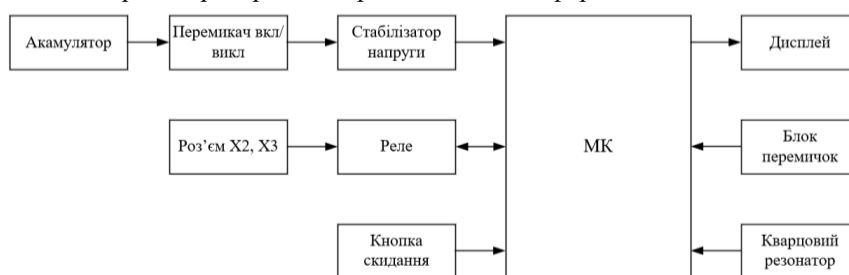 Акамулятор
Перемикач вкл/
викл
Стабілізатор
напруги
Дисплей
Роз’єм X2, X3
Реле
МК
Блок
перемичок
Кнопка
скидання
Кварцовий
резонатор